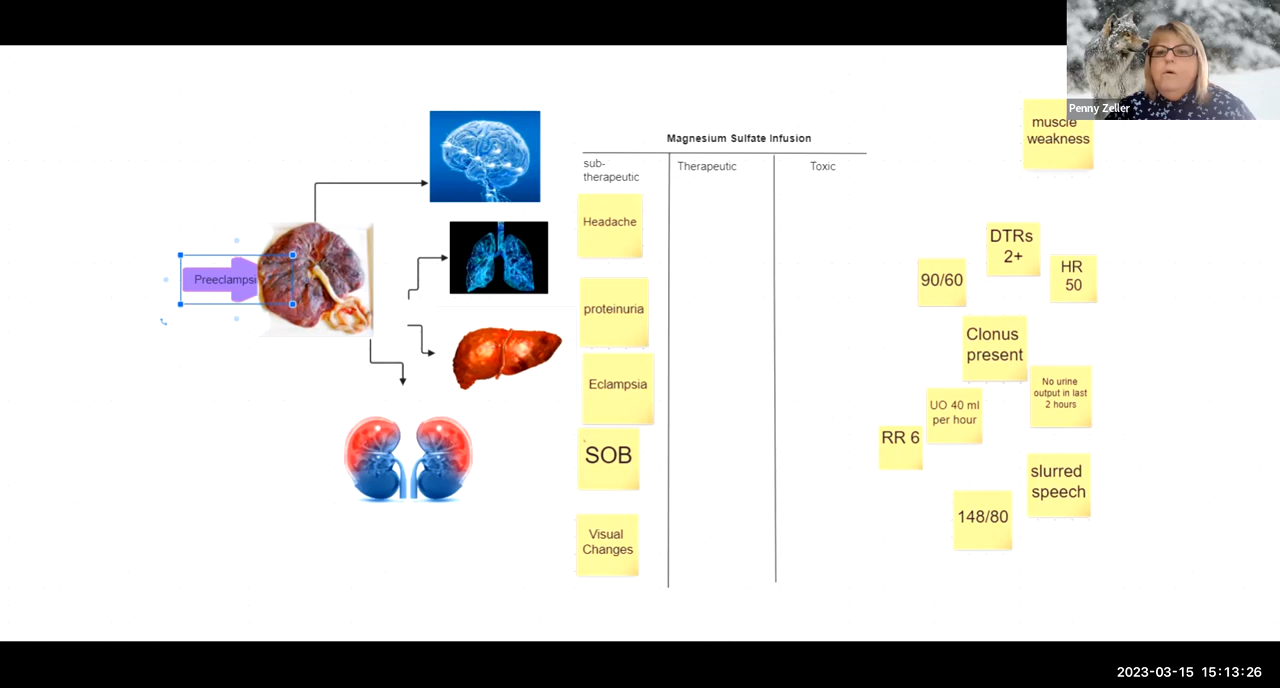 Penny Zeller
muscle
weakness
Magnesium Sulfate Infusion
sub-
therapeutic
Therapeutic
Toxic
Headache
proteinuria
Eclampsia
SOB
Visual
Changes
Preeclampsi
DTRs
2+
90/60
HR
50
Clonus
present
No urine
output in last
2 hours
UO 40 ml
per hour
RR 6
slurred
speech
148/80
2023-03-15 15:13:26